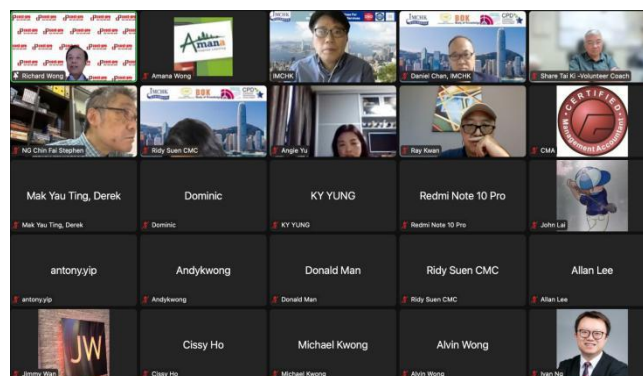 Richard Wong
Amana
Amana Wong
IMCHK
IMCHK
BOK
CPD
Daniel Chan, IMCHK
Share Tai Ki -Volunteer Coach
NG Chin Fai Stephen
IMCHK
BOK
CPD
Ridy Suen CMC
Angie Yu
Ray Kwan
CERTIFIED
Management Accountant
CMA
Mak Yau Ting, Derek
Mak Yau Ting, Derek
Dominic
Dominic
KY YUNG
KY YUNG
Redmi Note 10 Pro
Redmi Note 10 Pro
John Lai
antony.yip
antony.yip
Andykwong
Andykwong
Donald Man
Donald Man
Ridy Suen CMC
Ridy Suen CMC
Allan Lee
Allan Lee
JW
Jimmy Wan
Cissy Ho
Cissy Ho
Michael Kwong
Michael Kwong
Alvin Wong
Alvin Wong
Ivan Ng